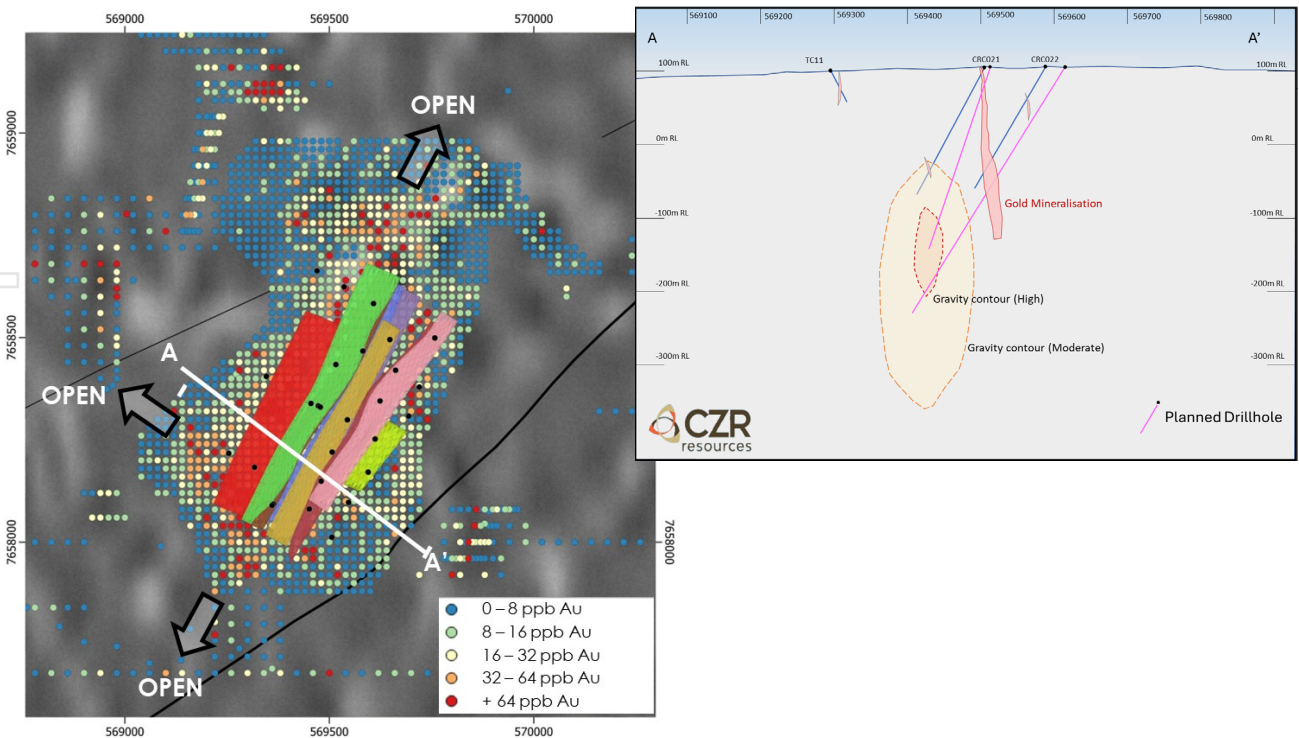 569000 569500 570000
7659000
7658500
7658000
7658000
OPEN
A
OPEN
A'
OPEN
0 – 8 ppb Au
8 – 16 ppb Au
16 – 32 ppb Au
32 – 64 ppb Au
+ 64 ppb Au
569000 569500 570000
569100 569200 569300 569400 569500 569600 569700 569800
A A'
TC11 CRC021 CRC022
100m RL 100m RL
0m RL 0m RL
-100m RL -100m RL
-200m RL -200m RL
-300m RL -300m RL
Gold Mineralisation
Gravity contour (High)
Gravity contour (Moderate)
CZR
resources
Planned Drillhole